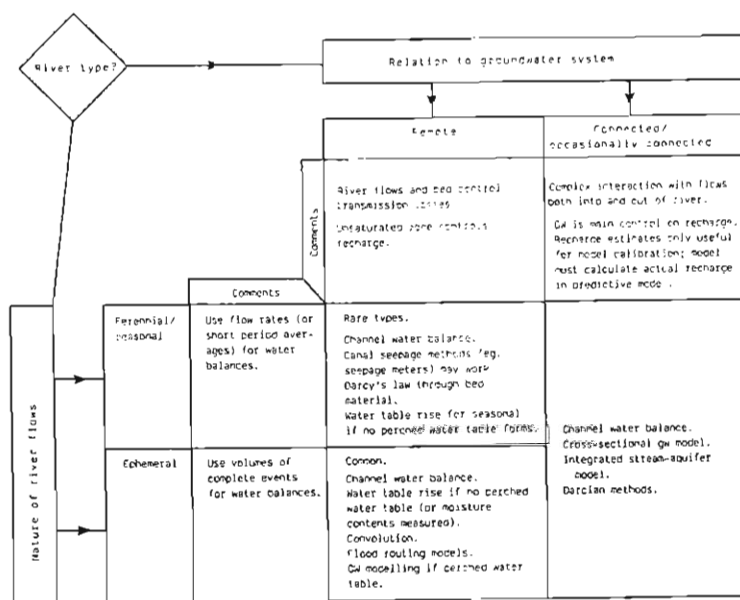 River type?
Relation to groundwater system
Remote
Connected/
occasionally connected
Comments
River flows and bed control
transmission losses
Unsaturated zone controls
recharge.
Complex interaction with flows
both into and out of river.
GW is main control on recharge.
Recharge estimates only useful
for model calibration; model
must calculate actual recharge
in predictive mode.
Comments
Nature of river flows
Perennial/
seasonal
Use flow rates (or
short period aver-
ages) for water
balances.
Rare types.
Channel water balance.
Canal seepage methods (eg.
seepage meters) may work
Darcy's law through bed
material.
Water table rise for seasonal
if no perched water table forms.
Ephemeral
Use volumes of
complete events
for water balances.
Common.
Channel water balance.
Water table rise if no perched
water table (or moisture
contents measured).
Convolution.
Flood routing models.
GW modelling if perched water
table.
Channel water balance.
Cross-sectional gw model.
Integrated stream-aquifer
model.
Darcian methods.